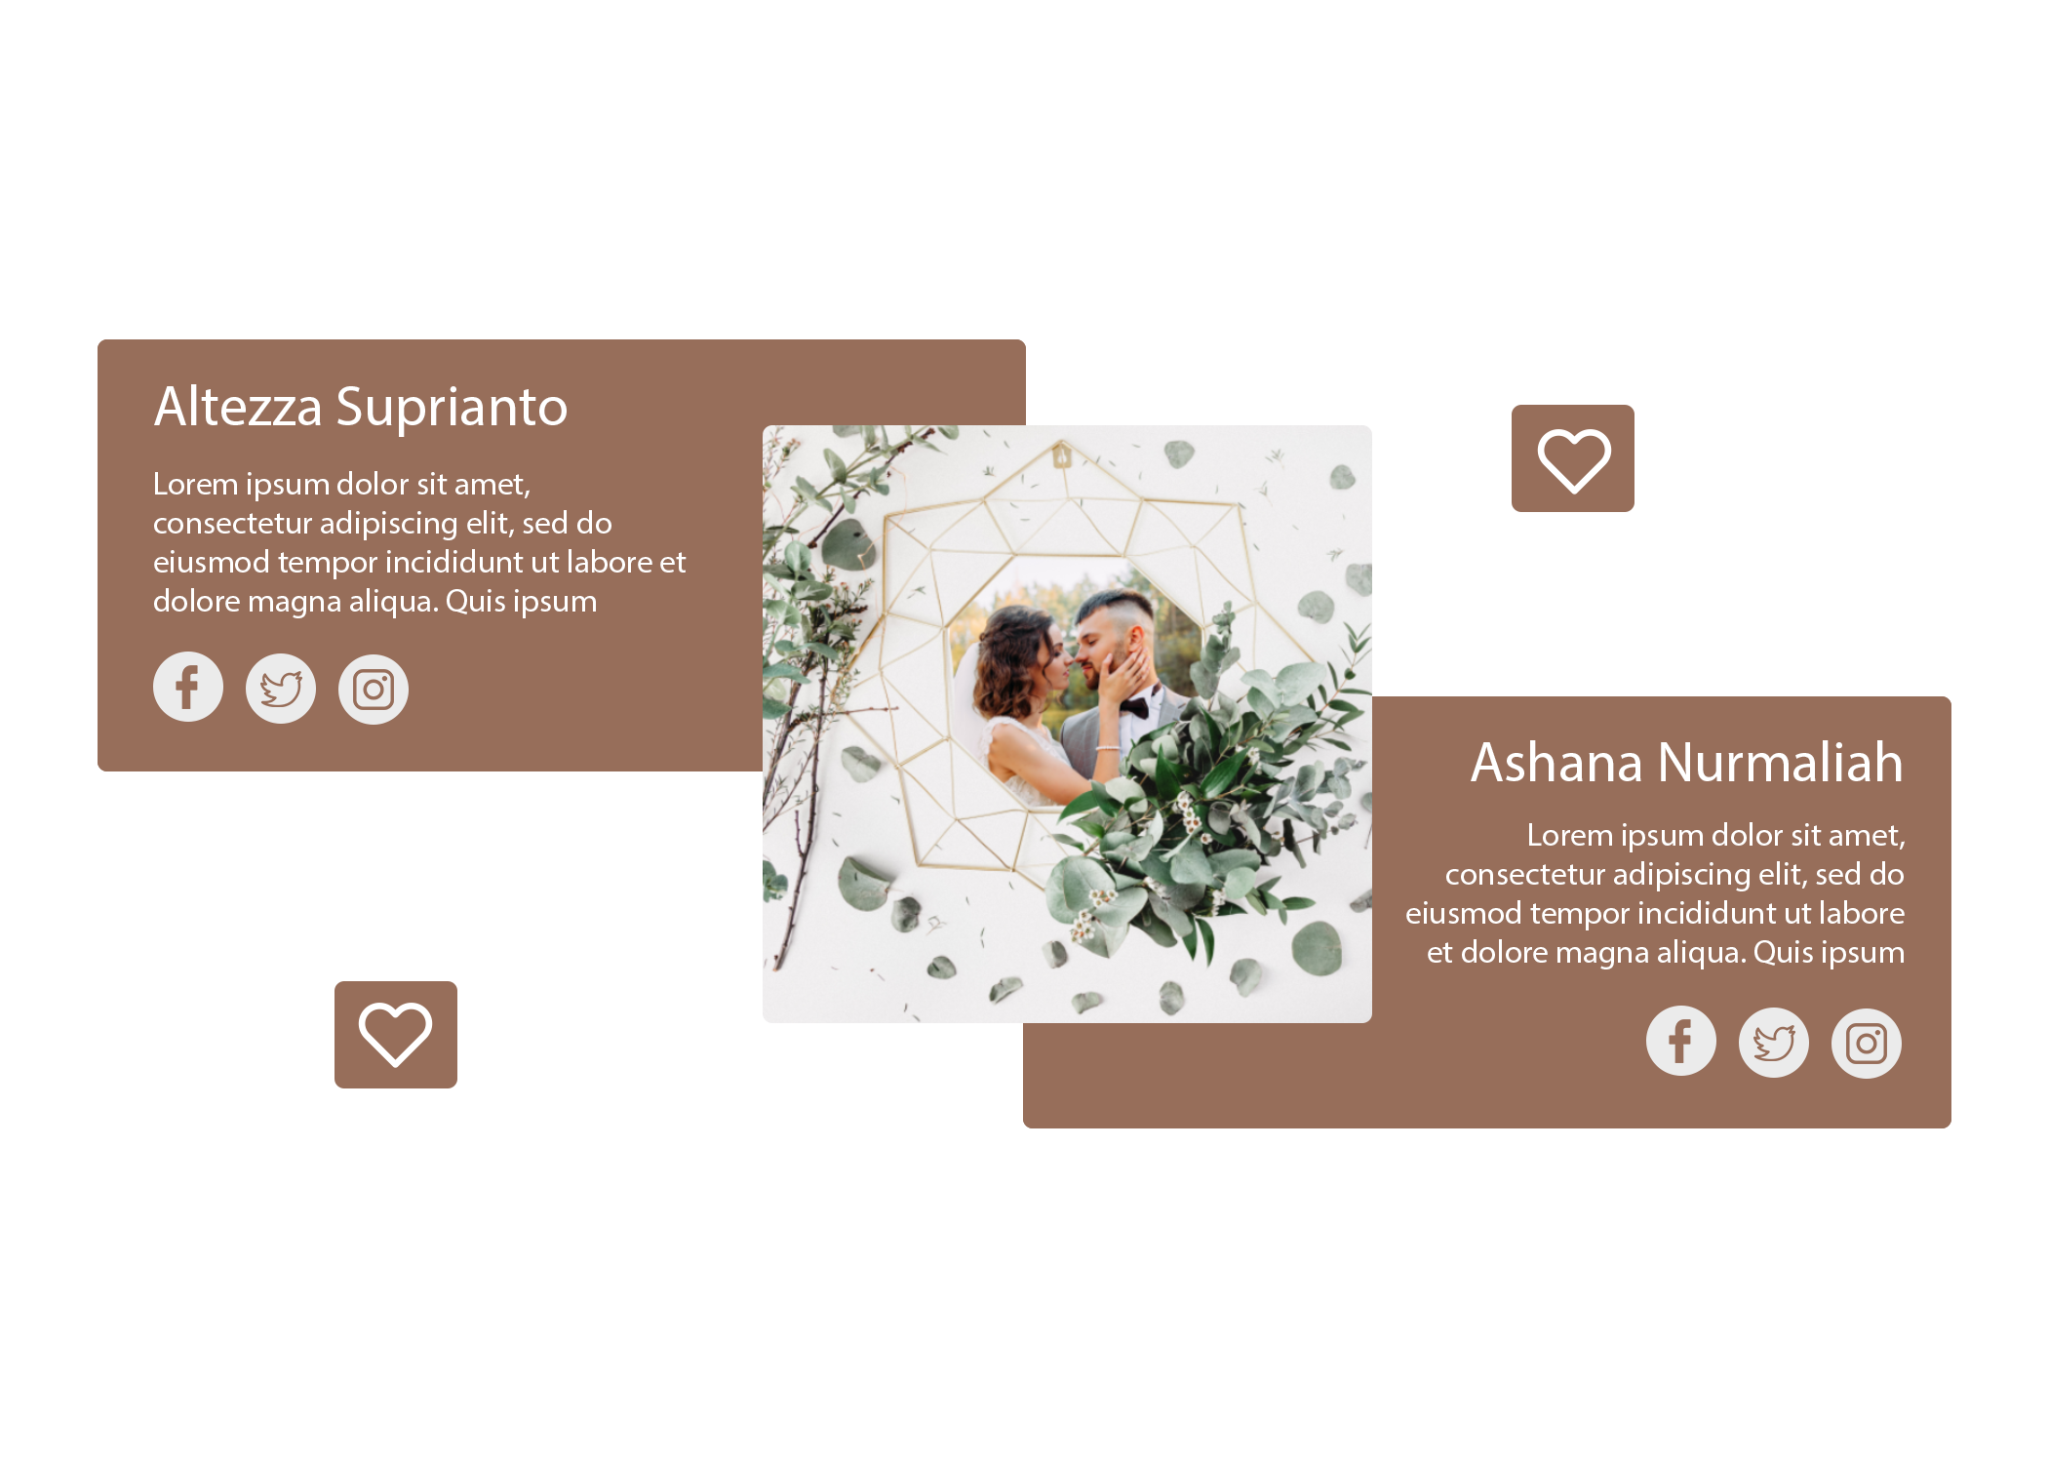 Altezza Suprianto
Lorem ipsum dolor sit amet,
consectetur adipiscing elit, sed do
eiusmod tempor incididunt ut labore et
dolore magna aliqua. Quis ipsum
Ashana Nurmaliah
Lorem ipsum dolor sit amet,
consectetur adipiscing elit, sed do
eiusmod tempor incididunt ut labore
et dolore magna aliqua. Quis ipsum